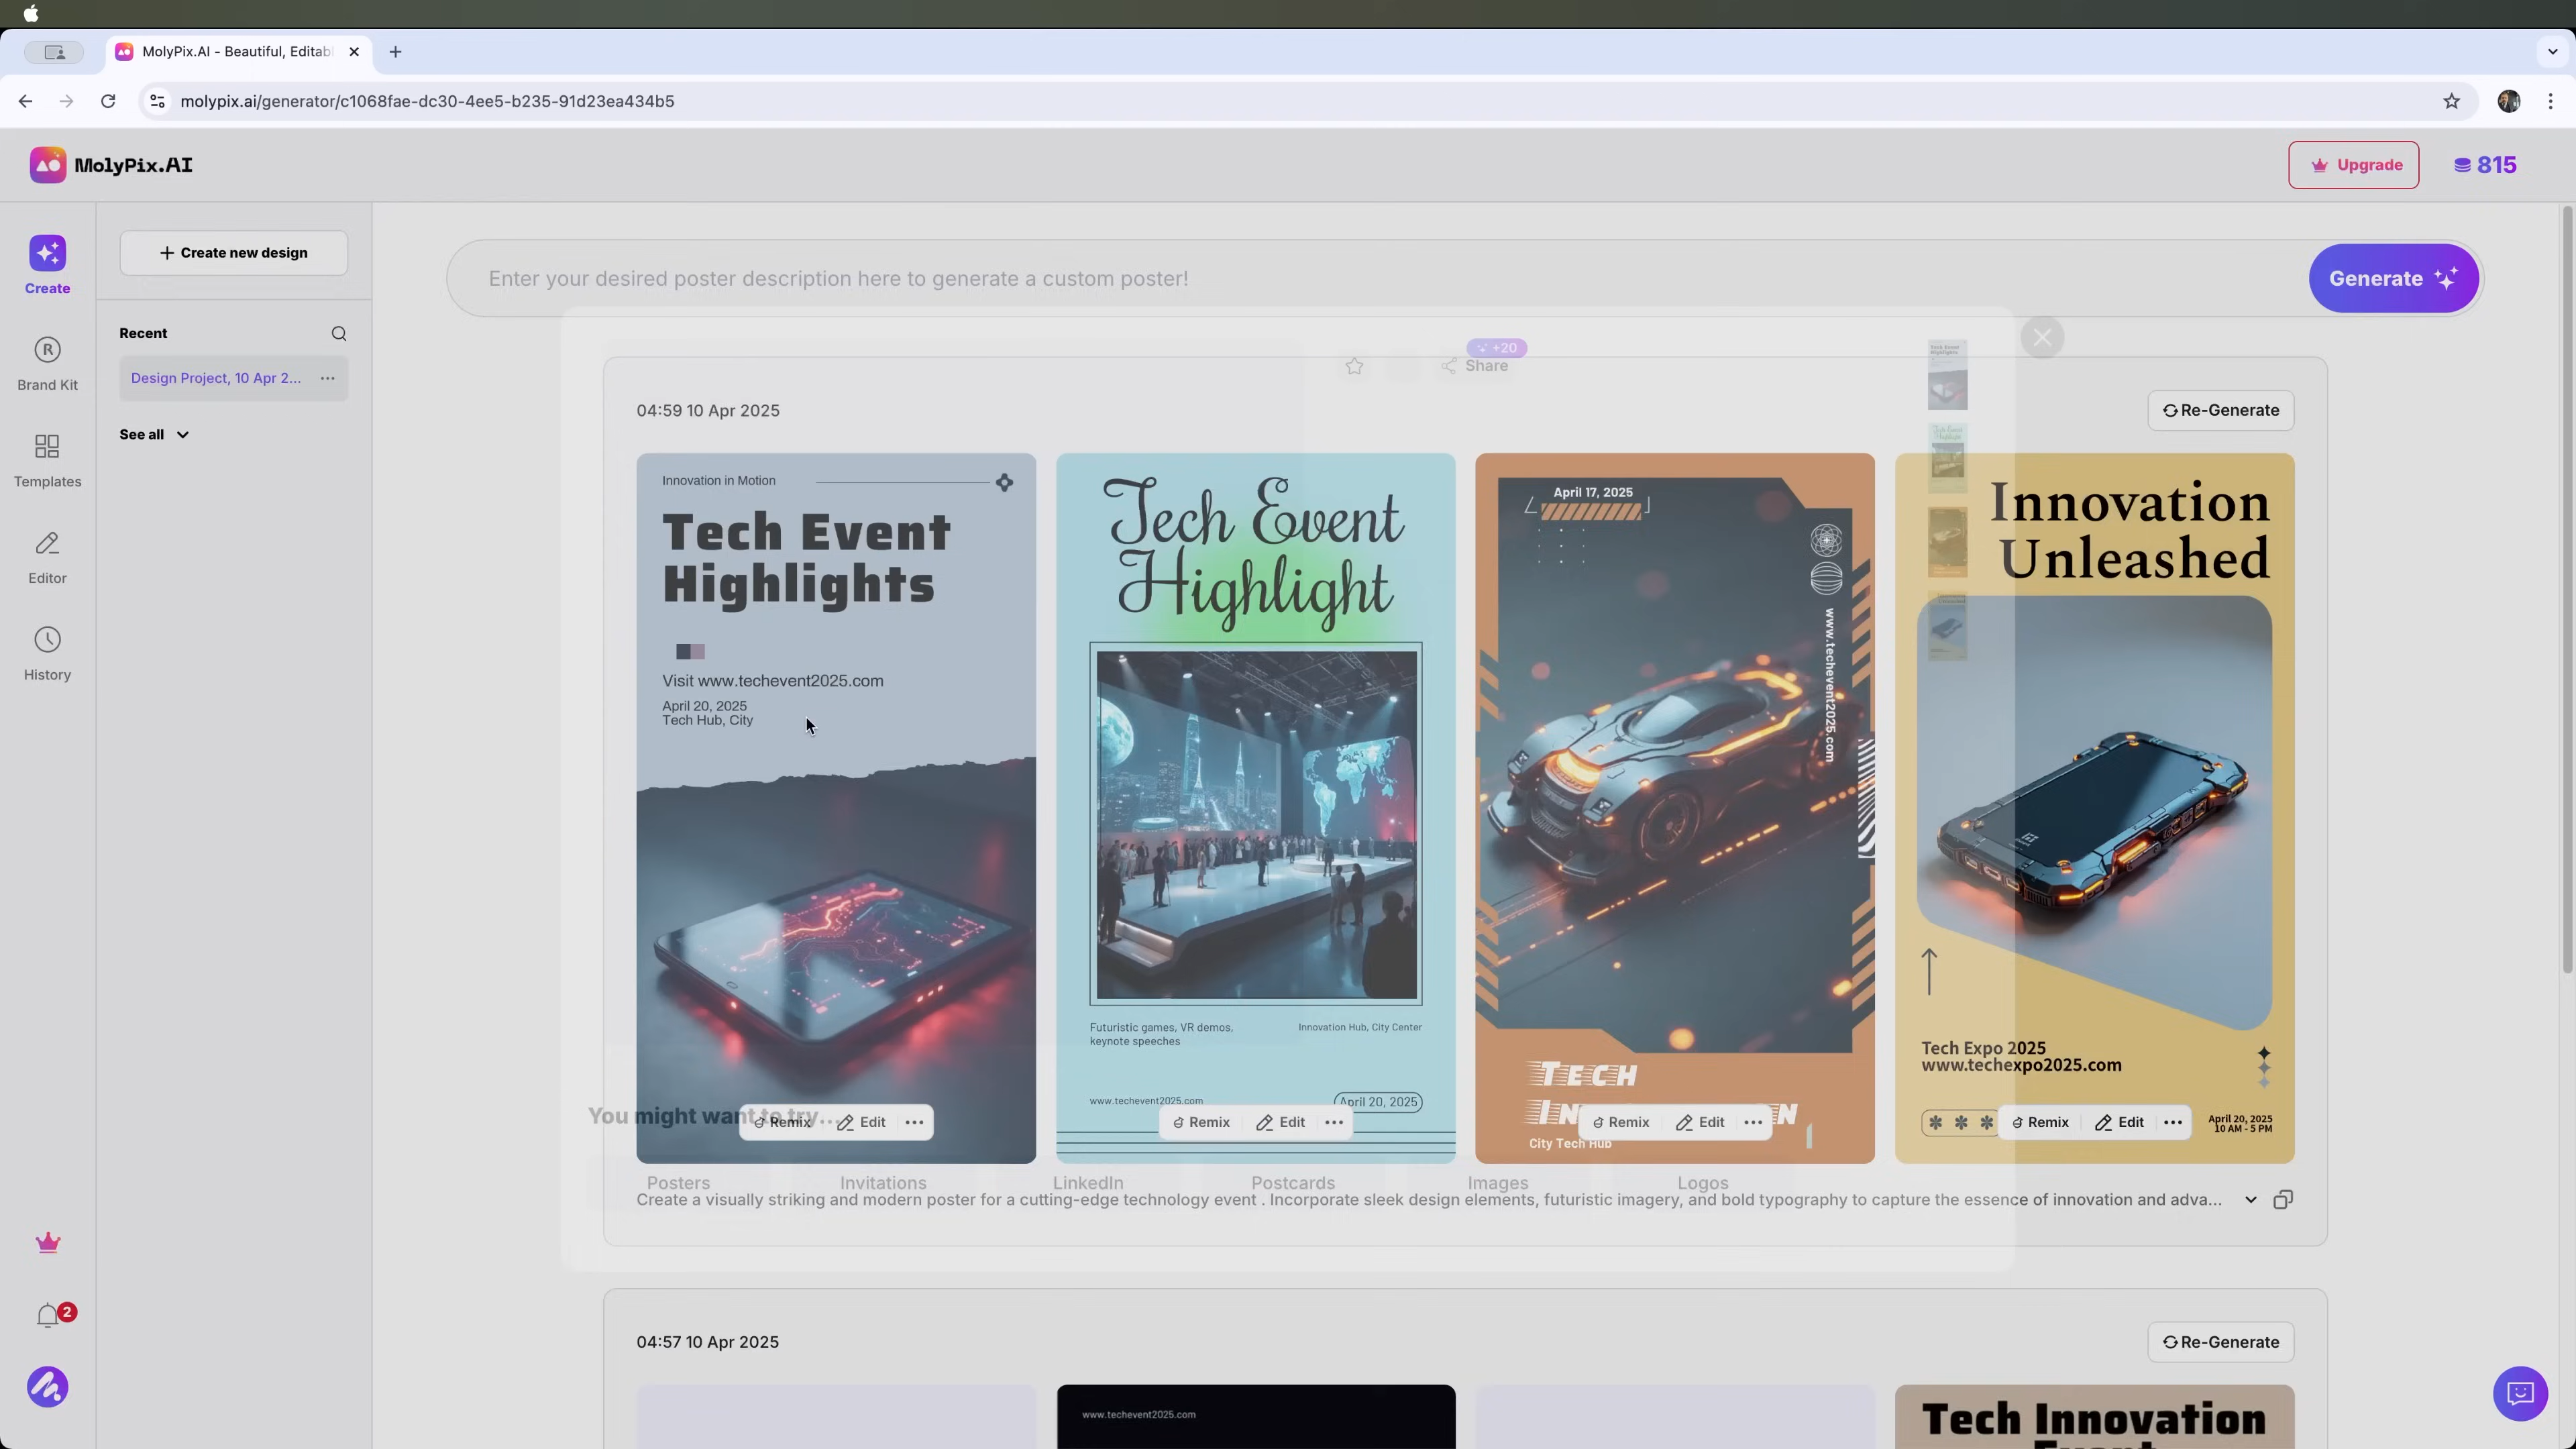 MolyPix.AI - Beautiful, Editab
molypix.ai/generator/c1068fae-dc30-4ee5-b235-91d23ea434b5
MolyPix.AI
Upgrade
815
Create
Brand Kit
Templates
Editor
History
2
+ Create new design
Recent
Design Project, 10 Apr 2...
See all
Enter your desired poster description here to generate a custom poster!
Generate
+20
Share
04:59 10 Apr 2025
Re-Generate
Innovation in Motion
Tech Event
Highlights
Visit www.techevent2025.com
April 20, 2025
Tech Hub, City
Remix
Edit
Tech Event
Highlight
Futuristic games, VR demos,
keynote speeches
Innovation Hub, City Center
www.techevent2025.com
April 20, 2025
Remix
Edit
April 17, 2025
www.techevent2025.com
TECH
City Tech Hub
Remix
Edit
Innovation
Unleashed
Tech Expo 2025
www.techexpo2025.com
Remix
Edit
April 20, 2025
10 AM - 5 PM
You might want to try...
Posters
Invitations
LinkedIn
Postcards
Images
Logos
Create a visually striking and modern poster for a cutting-edge technology event . Incorporate sleek design elements, futuristic imagery, and bold typography to capture the essence of innovation and adva...
04:57 10 Apr 2025
Re-Generate
www.techevent2025.com
Tech Innovation